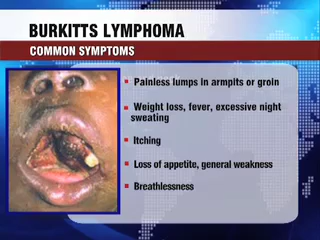 BURKITTS LYMPHOMA
COMMON SYMPTOMS
Painless lumps in armpits or groin
Weight loss, fever, excessive night
sweating
Itching
Loss of appetite, general weakness
Breathlessness